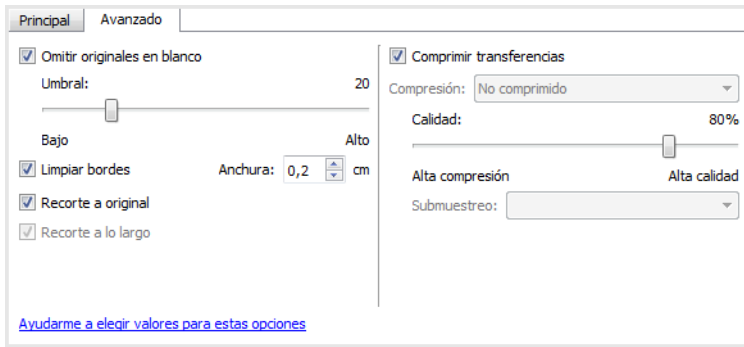 Principal Avanzado
Omitir originales en blanco
Umbral: 20
Bajo Alto
Limpiar bordes Anchura: 0,2 cm
Recorte a original
Recorte a lo largo
Comprimir transferencias
Compresión: No comprimido
Calidad: 80%
Alta compresión Alta calidad
Submuestreo:
Ayudarme a elegir valores para estas opciones